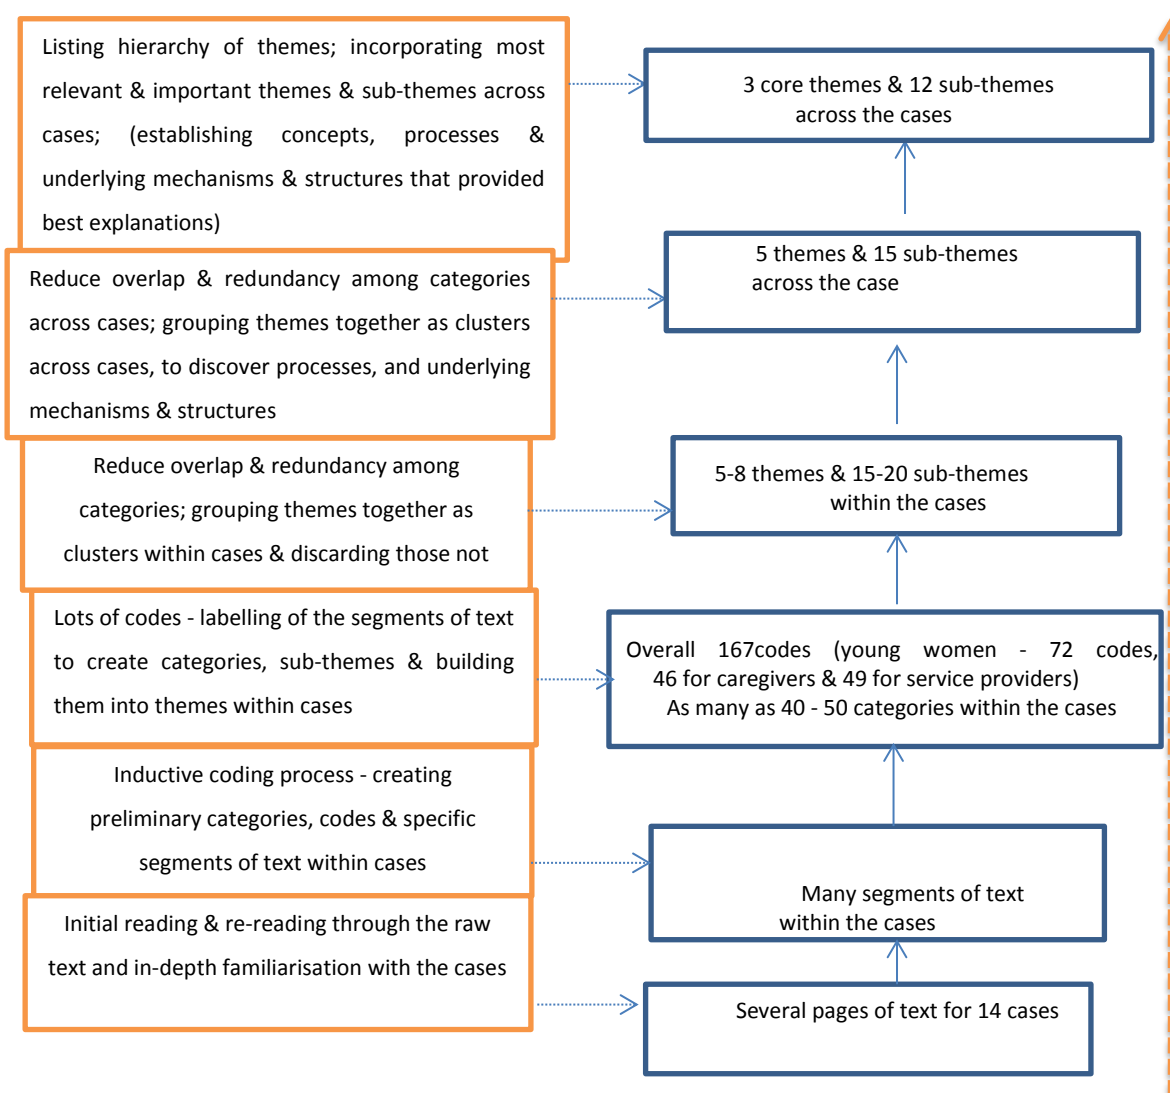 Listing hierarchy of themes; incorporating most
relevant & important themes & sub-themes across
cases; (establishing concepts, processes &
underlying mechanisms & structures that provided
best explanations)
3 core themes & 12 sub-themes
across the cases
Reduce overlap & redundancy among categories
across cases; grouping themes together as clusters
across cases, to discover processes, and underlying
mechanisms & structures
5 themes & 15 sub-themes
across the case
Reduce overlap & redundancy among
categories; grouping themes together as
clusters within cases & discarding those not
5-8 themes & 15-20 sub-themes
within the cases
Lots of codes - labelling of the segments of text
to create categories, sub-themes & building
them into themes within cases
Overall 167codes (young women - 72 codes,
46 for caregivers & 49 for service providers)
As many as 40 - 50 categories within the cases
Inductive coding process - creating
preliminary categories, codes & specific
segments of text within cases
Many segments of text
within the cases
Initial reading & re-reading through the raw
text and in-depth familiarisation with the cases
Several pages of text for 14 cases